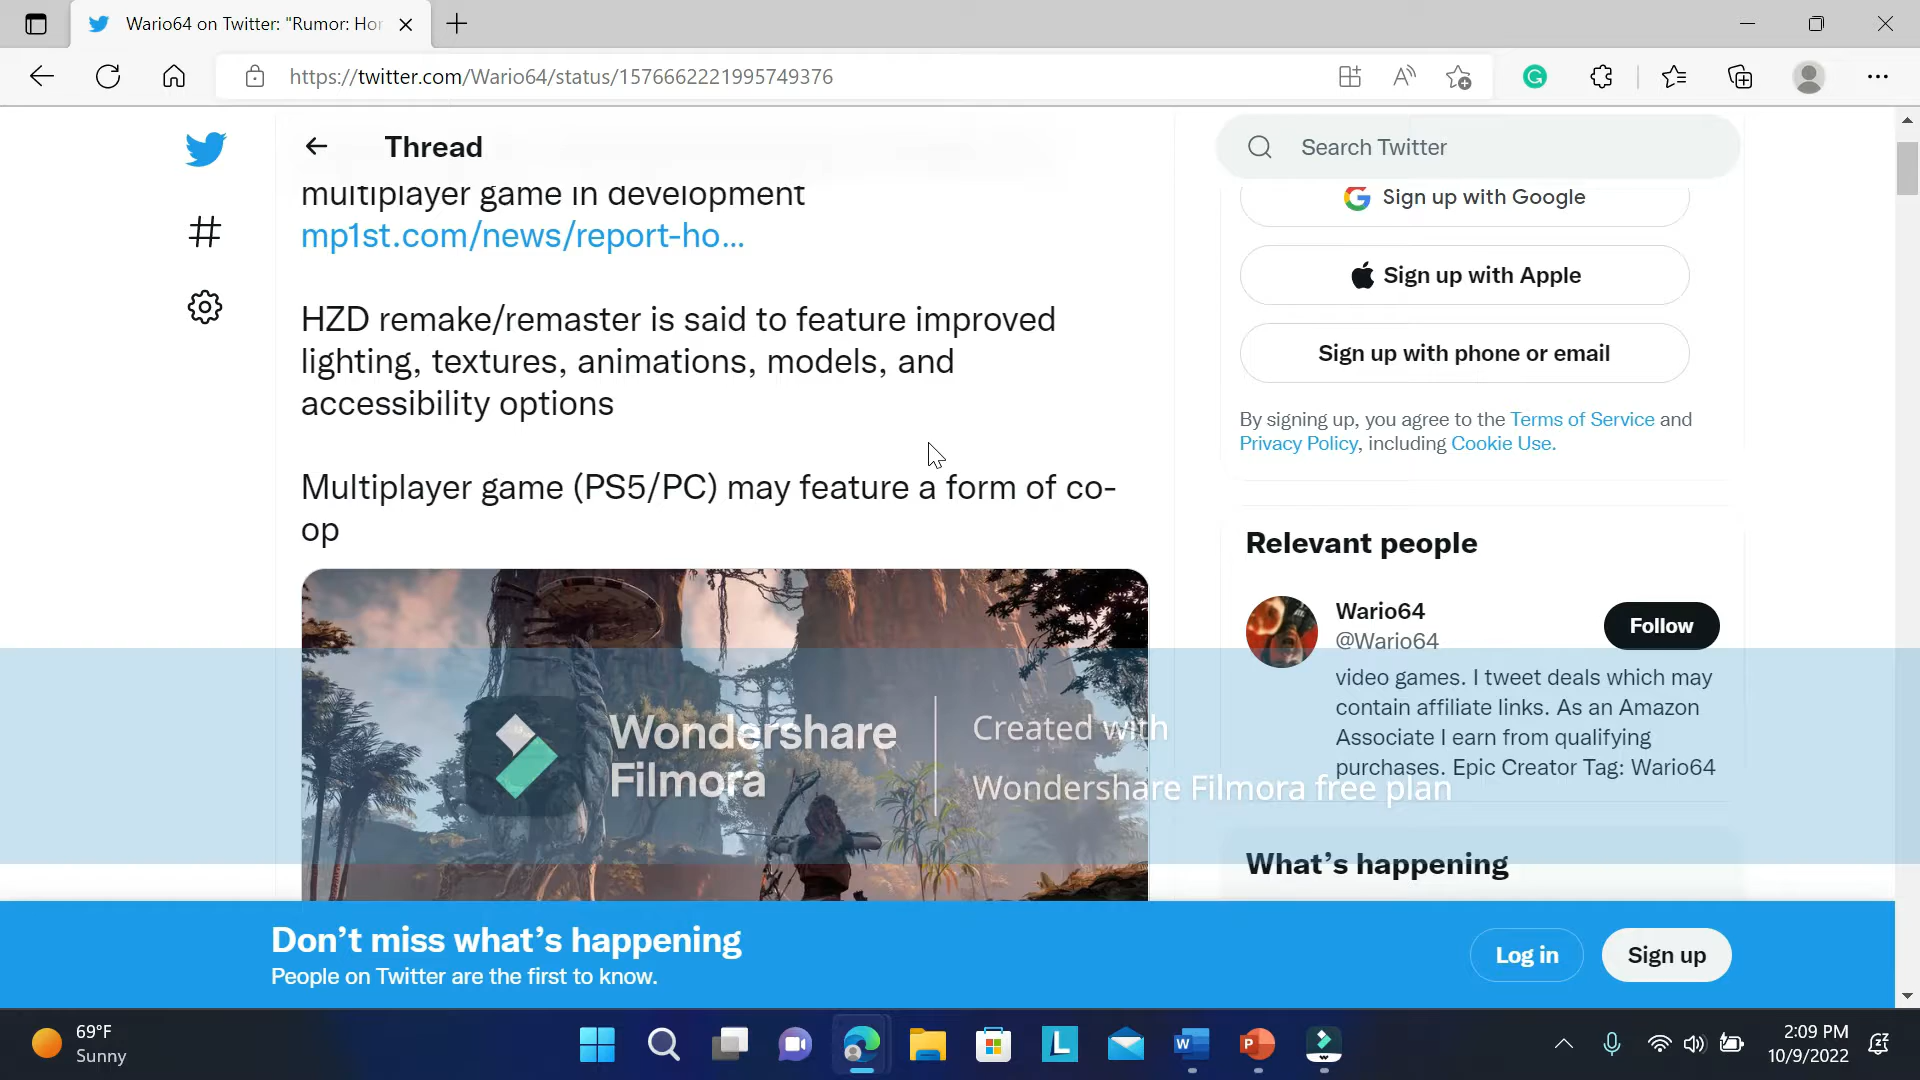 Wario64 on Twitter: "Rumor: Hor
https://twitter.com/Wario64/status/1576662221995749376
Thread
Search Twitter
multiplayer game in development
mp1st.com/news/report-ho...
HZD remake/remaster is said to feature improved
lighting, textures, animations, models, and
accessibility options
Multiplayer game (PS5/PC) may feature a form of co-
op
Sign up with Google
Sign up with Apple
Sign up with phone or email
By signing up, you agree to the Terms of Service and
Privacy Policy, including Cookie Use.
Relevant people
Wario64
@Wario64
Follow
video games. I tweet deals which may
contain affiliate links. As an Amazon
Associate I earn from qualifying
purchases. Epic Creator Tag: Wario64
Wondershare
Filmora
Created with
Wondershare Filmora free plan
What's happening
Don't miss what's happening
People on Twitter are the first to know.
Log in
Sign up
69°F
Sunny
2:09 PM
10/9/2022